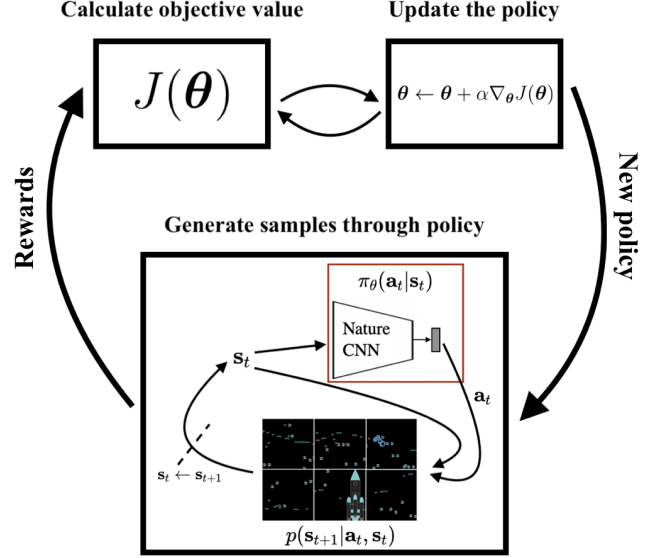 Calculate objective value
Update the policy
J(𝜽)
𝜽 ← 𝜽 + α∇𝜽J(𝜽)
Rewards
New policy
Generate samples through policy
πθ(𝐚t|𝐬t)
Nature
CNN
𝐬t
𝐚t
𝐬t ← 𝐬t+1
p(𝐬t+1|𝐚t, 𝐬t)